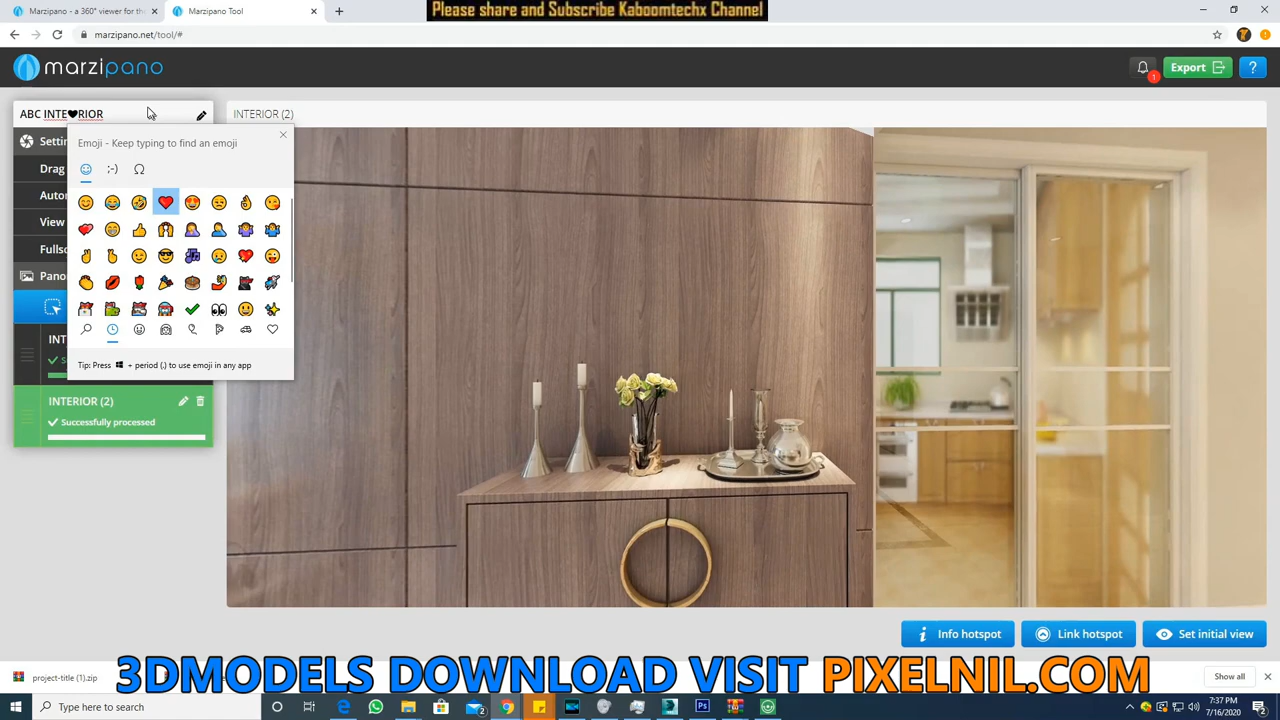 Marzipano - a 360° viewer for the
Marzipano Tool
Please share and Subscribe Kaboomtechx Channel
marzipano.net/tool/#
marzipano
1
Export
?
ABC INTE❤RIOR
INTERIOR (2)
Emoji - Keep typing to find an emoji
Drag
View
Fullsc
Pano
Tip: Press + period (.) to use emoji in any app
INTERIOR (2)
Successfully processed
Info hotspot
Link hotspot
Set initial view
3DMODELS DOWNLOAD VISIT PIXELNIL.COM
project-title (1).zip
Show all
Type here to search
7:37 PM
7/16/2020